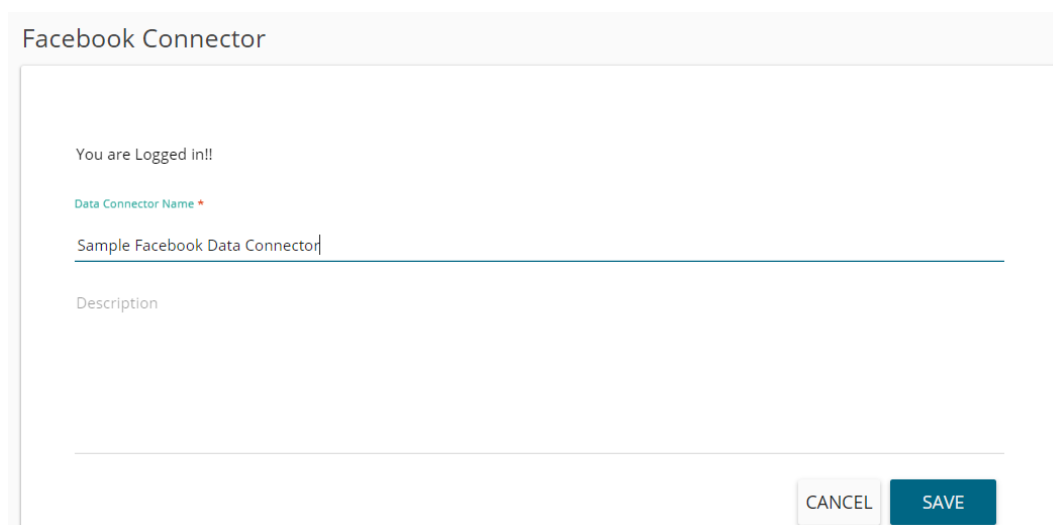 Facebook Connector
You are Logged in!!
Data Connector Name *
Sample Facebook Data Connector
Description
CANCEL SAVE